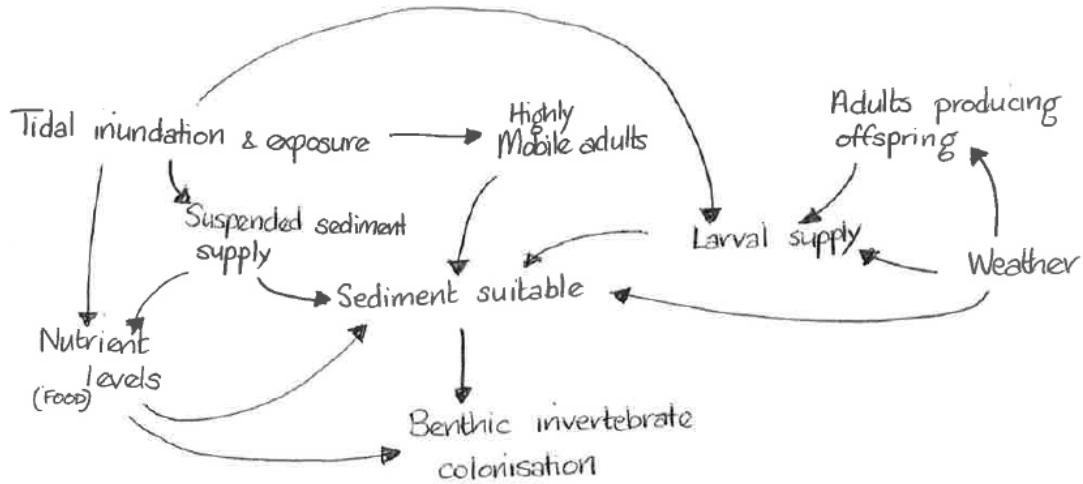 Tidal inundation & exposure
Highly
Mobile adults
Adults producing
offspring
Suspended sediment
supply
Larval supply
Weather
Sediment suitable
Nutrient
levels
(FOOD)
Benthic invertebrate
colonisation